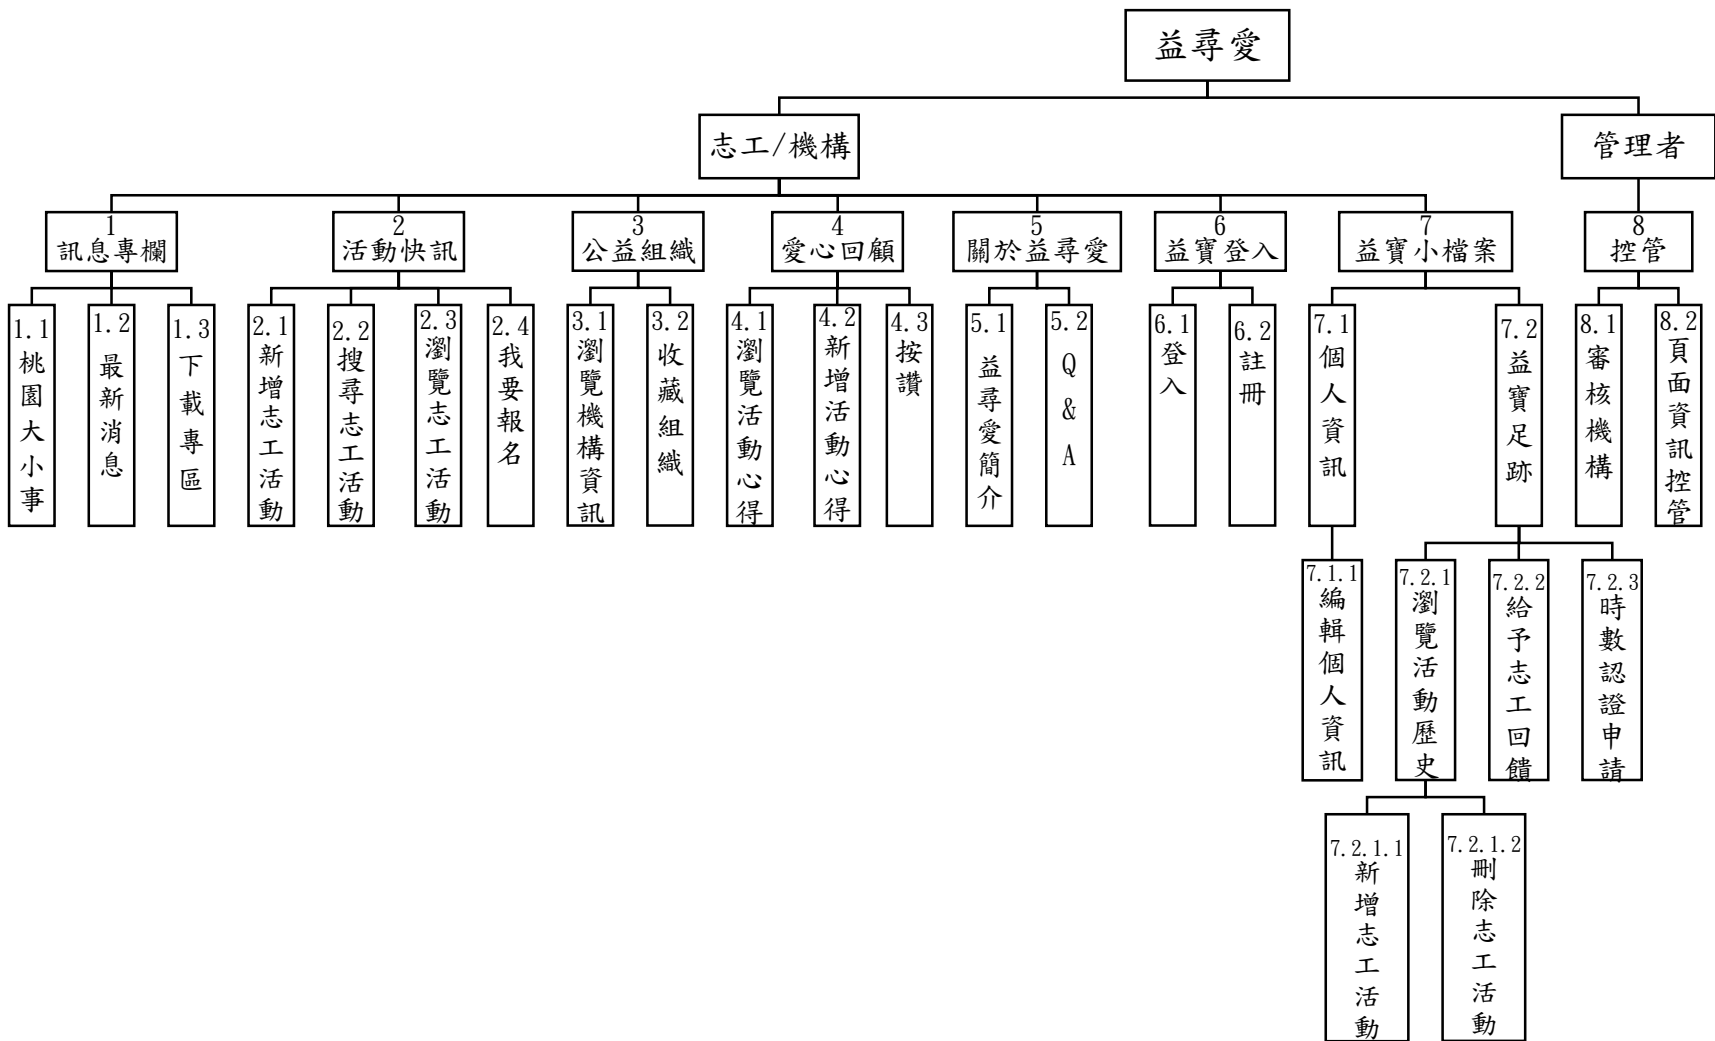 益尋愛
志工/機構
管理者
1
訊息專欄
2
活動快訊
3
公益組織
4
愛心回顧
5
關於益尋愛
6
益寶登入
7
益寶小檔案
8
控管
1.1
桃園大小事
1.2
最新消息
1.3
下載專區
2.1
新增志工活動
2.2
搜尋志工活動
2.3
瀏覽志工活動
2.4
我要報名
3.1
瀏覽機構資訊
3.2
收藏組織
4.1
瀏覽活動心得
4.2
新增活動心得
4.3
按讚
5.1
益尋愛簡介
5.2
Q&A
6.1
登入
6.2
註冊
7.1
個人資訊
7.2
益寶足跡
8.1
審核機構
8.2
頁面資訊控管
7.1.1
編輯個人資訊
7.2.1
瀏覽活動歷史
7.2.2
給予志工回饋
7.2.3
時數認證申請
7.2.1.1
新增志工活動
7.2.1.2
刪除志工活動